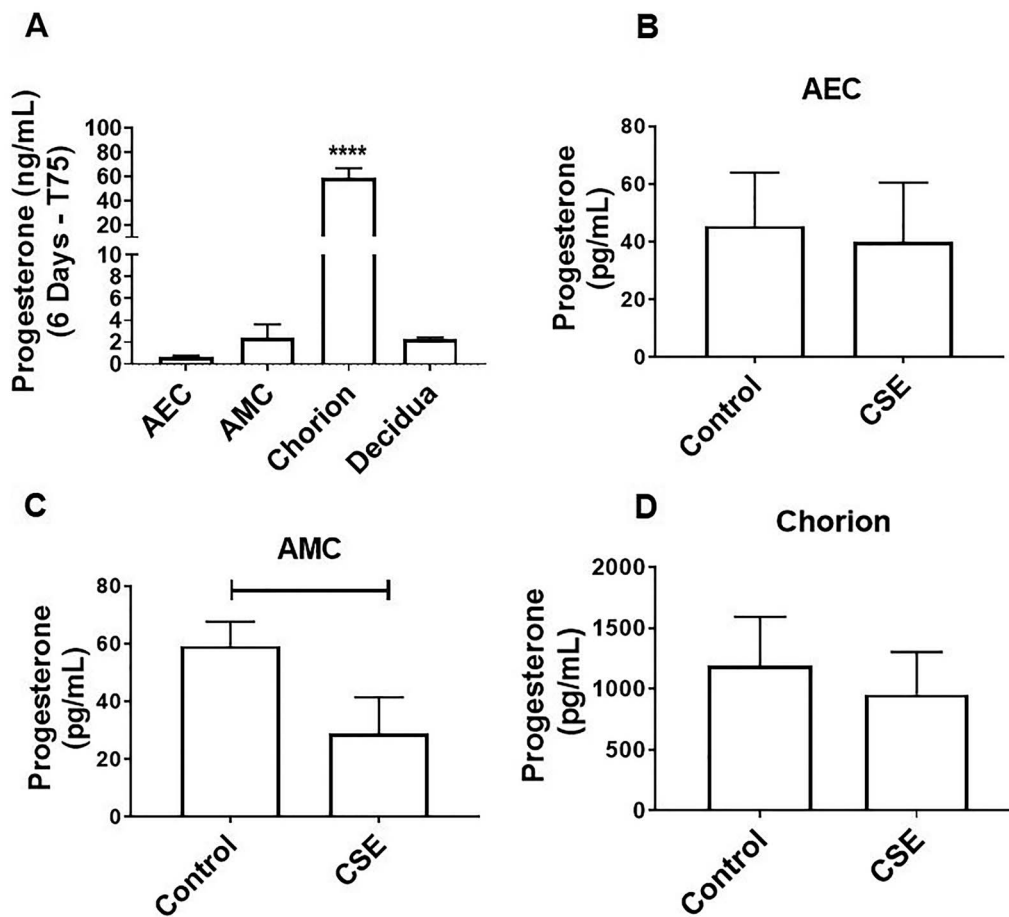 A
Progesterone (ng/mL)
(6 Days - T75)
100
80
60
40
20
10
8
6
4
2
0
****
AEC
AMC
Chorion
Decidua
B
AEC
Progesterone
(pg/mL)
80
60
40
20
0
Control
CSE
C
AMC
Progesterone
(pg/mL)
80
60
40
20
0
Control
CSE
D
Chorion
Progesterone
(pg/mL)
2000
1500
1000
500
0
Control
CSE